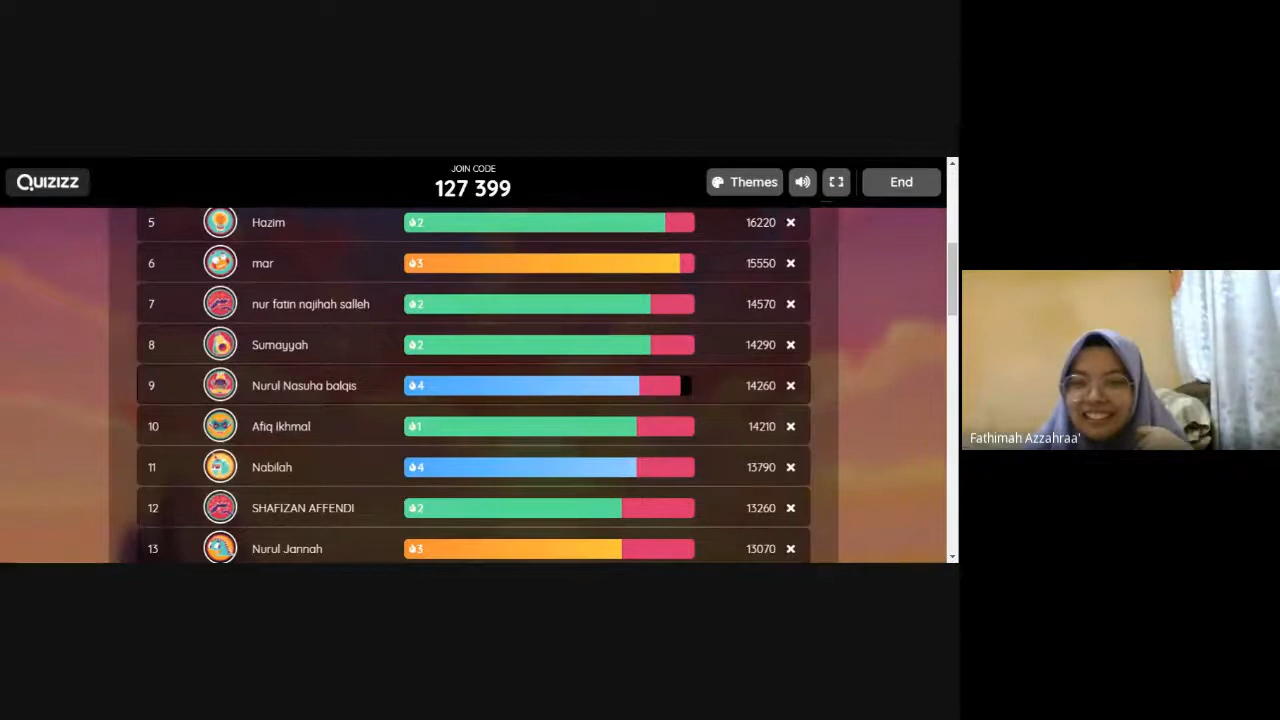 Quizizz
JOIN CODE
127 399
Themes
End
5 Hazim 2 16220
6 mar 3 15550
7 nur fatin najihah salleh 2 14570
8 Sumayyah 2 14290
9 Nurul Nasuha balqis 4 14260
10 Afiq ikhmal 1 14210
11 Nabilah 4 13790
12 SHAFIZAN AFFENDI 2 13260
13 Nurul Jannah 3 13070
Fathimah Azzahraa'